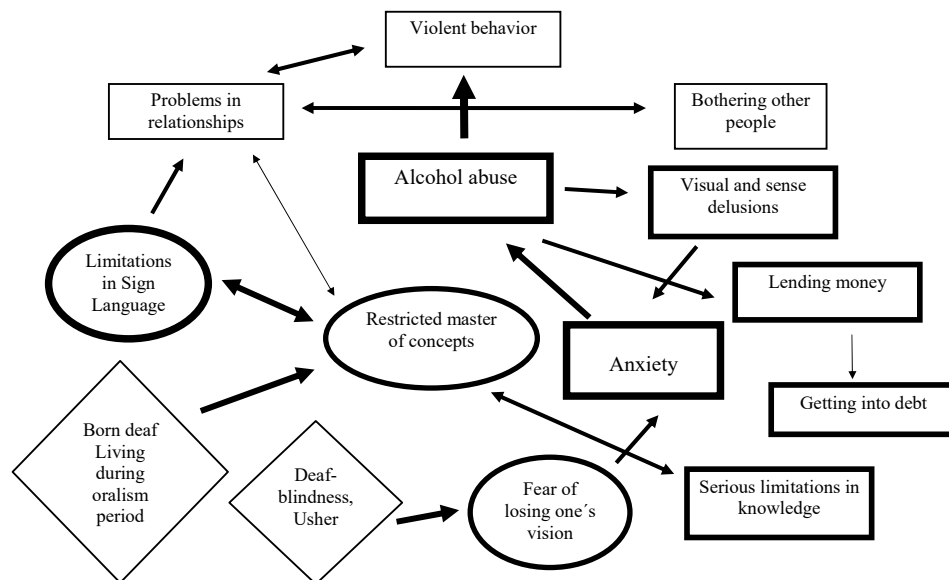 Violent behavior
Problems in
relationships
Bothering other
people
Alcohol abuse
Visual and sense
delusions
Limitations
in Sign
Language
Lending money
Restricted master
of concepts
Anxiety
Getting into debt
Born deaf
Living
during
oralism
period
Deaf-
blindness,
Usher
Fear of
losing one´s
vision
Serious limitations in
knowledge